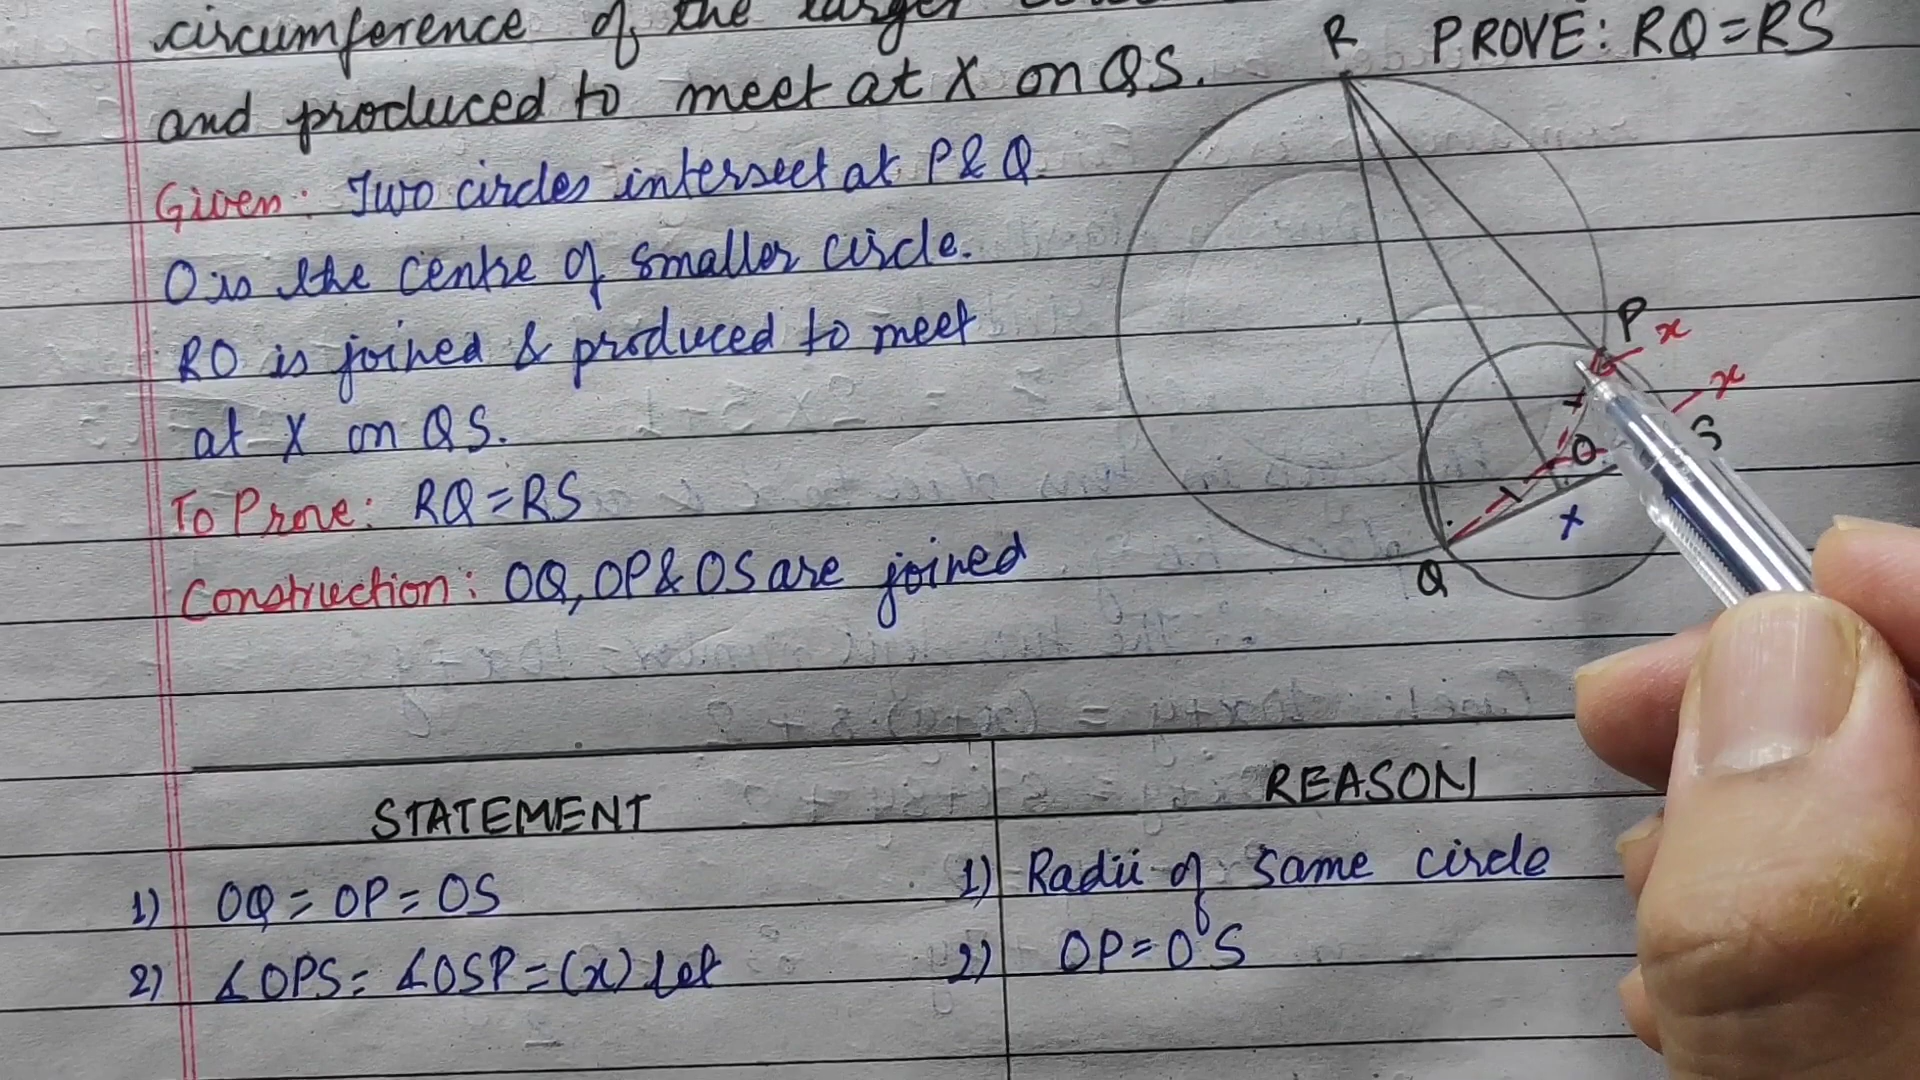 circumference of the larger
R PROVE: RQ=RS
and produced to meet at X on QS.
Given: Two circles intersect at P & Q.
O is the centre of smaller circle.
RO is joined & produced to meet
at X on QS.
To Prove: RQ=RS
Construction: OQ, OP & OS are joined
P x
x
S
O
X
Q
STATEMENT REASON
1) OQ = OP = OS 1) Radii of same circle
2) ∠OPS = ∠OSP = (x) let 2) OP = OS